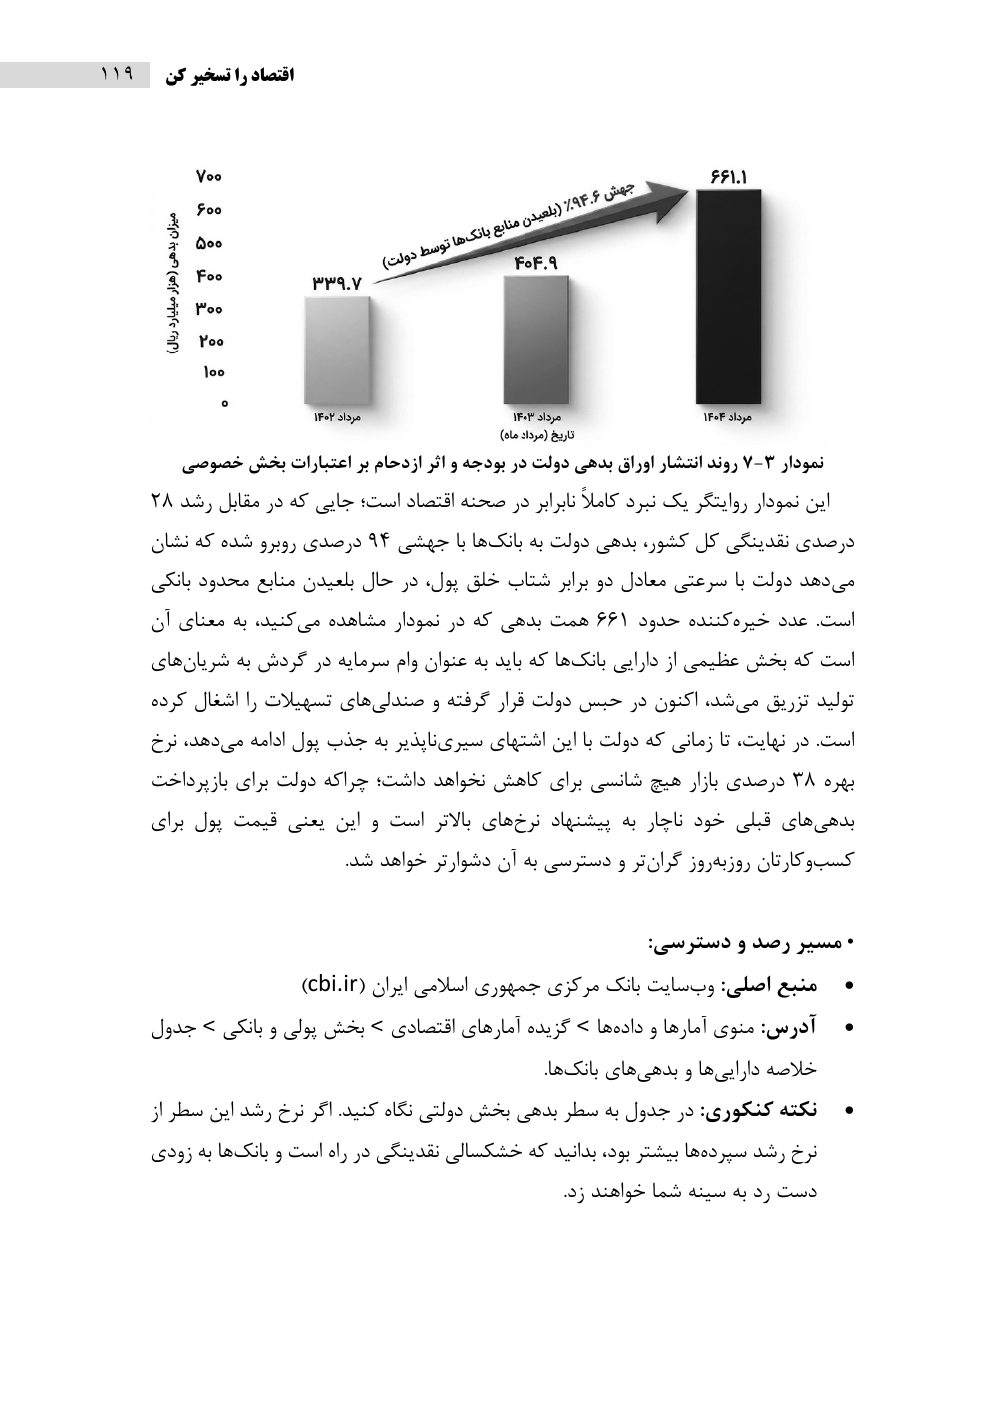 اقتصاد را تسخیر کن ۱۱۹
میزان بدهی (هزار میلیارد ریال)
۷۰۰
۶۰۰
۵۰۰
۴۰۰
۳۰۰
۲۰۰
۱۰۰
۰
جهش ۹۴.۶٪ (بلعیدن منابع بانک‌ها توسط دولت)
۳۳۹.۷
۴۰۴.۹
۶۶۱.۱
مرداد ۱۴۰۲
مرداد ۱۴۰۳
مرداد ۱۴۰۴
تاریخ (مرداد ماه)
نمودار ۳-۷ روند انتشار اوراق بدهی دولت در بودجه و اثر ازدحام بر اعتبارات بخش خصوصی
این نمودار روایتگر یک نبرد کاملاً نابرابر در صحنه اقتصاد است؛ جایی که در مقابل رشد ۲۸
درصدی نقدینگی کل کشور، بدهی دولت به بانک‌ها با جهشی ۹۴ درصدی روبرو شده که نشان
می‌دهد دولت با سرعتی معادل دو برابر شتاب خلق پول، در حال بلعیدن منابع محدود بانکی
است. عدد خیره‌کننده حدود ۶۶۱ همت بدهی که در نمودار مشاهده می‌کنید، به معنای آن
است که بخش عظیمی از دارایی بانک‌ها که باید به عنوان وام سرمایه در گردش به شریان‌های
تولید تزریق می‌شد، اکنون در حبس دولت قرار گرفته و صندلی‌های تسهیلات را اشغال کرده
است. در نهایت، تا زمانی که دولت با این اشتهای سیری‌ناپذیر به جذب پول ادامه می‌دهد، نرخ
بهره ۳۸ درصدی بازار هیچ شانسی برای کاهش نخواهد داشت؛ چراکه دولت برای بازپرداخت
بدهی‌های قبلی خود ناچار به پیشنهاد نرخ‌های بالاتر است و این یعنی قیمت پول برای
کسب‌وکارتان روزبه‌روز گران‌تر و دسترسی به آن دشوارتر خواهد شد.
• مسیر رصد و دسترسی:
• منبع اصلی: وب‌سایت بانک مرکزی جمهوری اسلامی ایران (cbi.ir)
• آدرس: منوی آمارها و داده‌ها > گزیده آمارهای اقتصادی > بخش پولی و بانکی > جدول
خلاصه دارایی‌ها و بدهی‌های بانک‌ها.
• نکته کنکوری: در جدول به سطر بدهی بخش دولتی نگاه کنید. اگر نرخ رشد این سطر از
نرخ رشد سپرده‌ها بیشتر بود، بدانید که خشکسالی نقدینگی در راه است و بانک‌ها به زودی
دست رد به سینه شما خواهند زد.